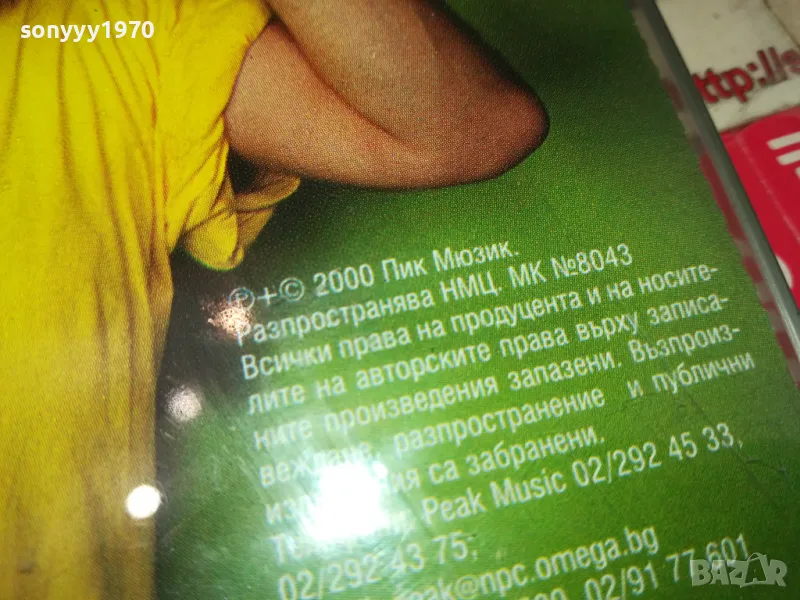 sonyyy1970
http://s
℗+© 2000 Пик Мюзик.
Разпространява НМЦ. МК №8043
Всички права на продуцента и на носите-
лите на авторските права върху записа-
ните произведения запазени. Възпроиз-
веждане, разпространение и публични
са забранени.
Peak Music 02/292 45 33,
02/292 43 75,
peak@npc.omega.bg
02/91 77 601
BAZAR